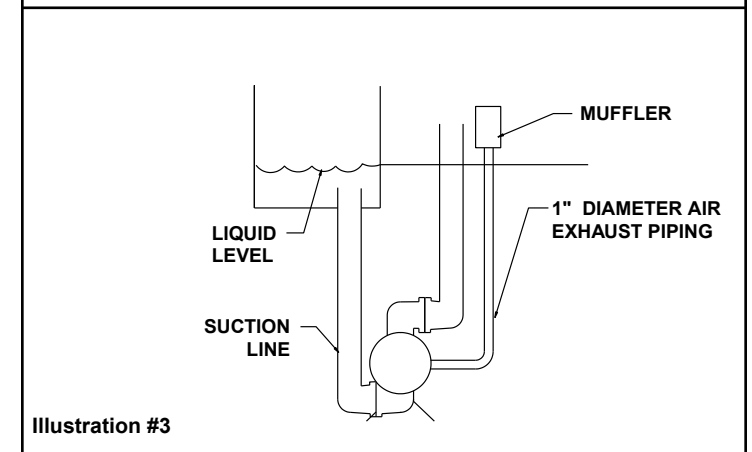 MUFFLER
1" DIAMETER AIR
EXHAUST PIPING
LIQUID
LEVEL
SUCTION
LINE
Illustration #3